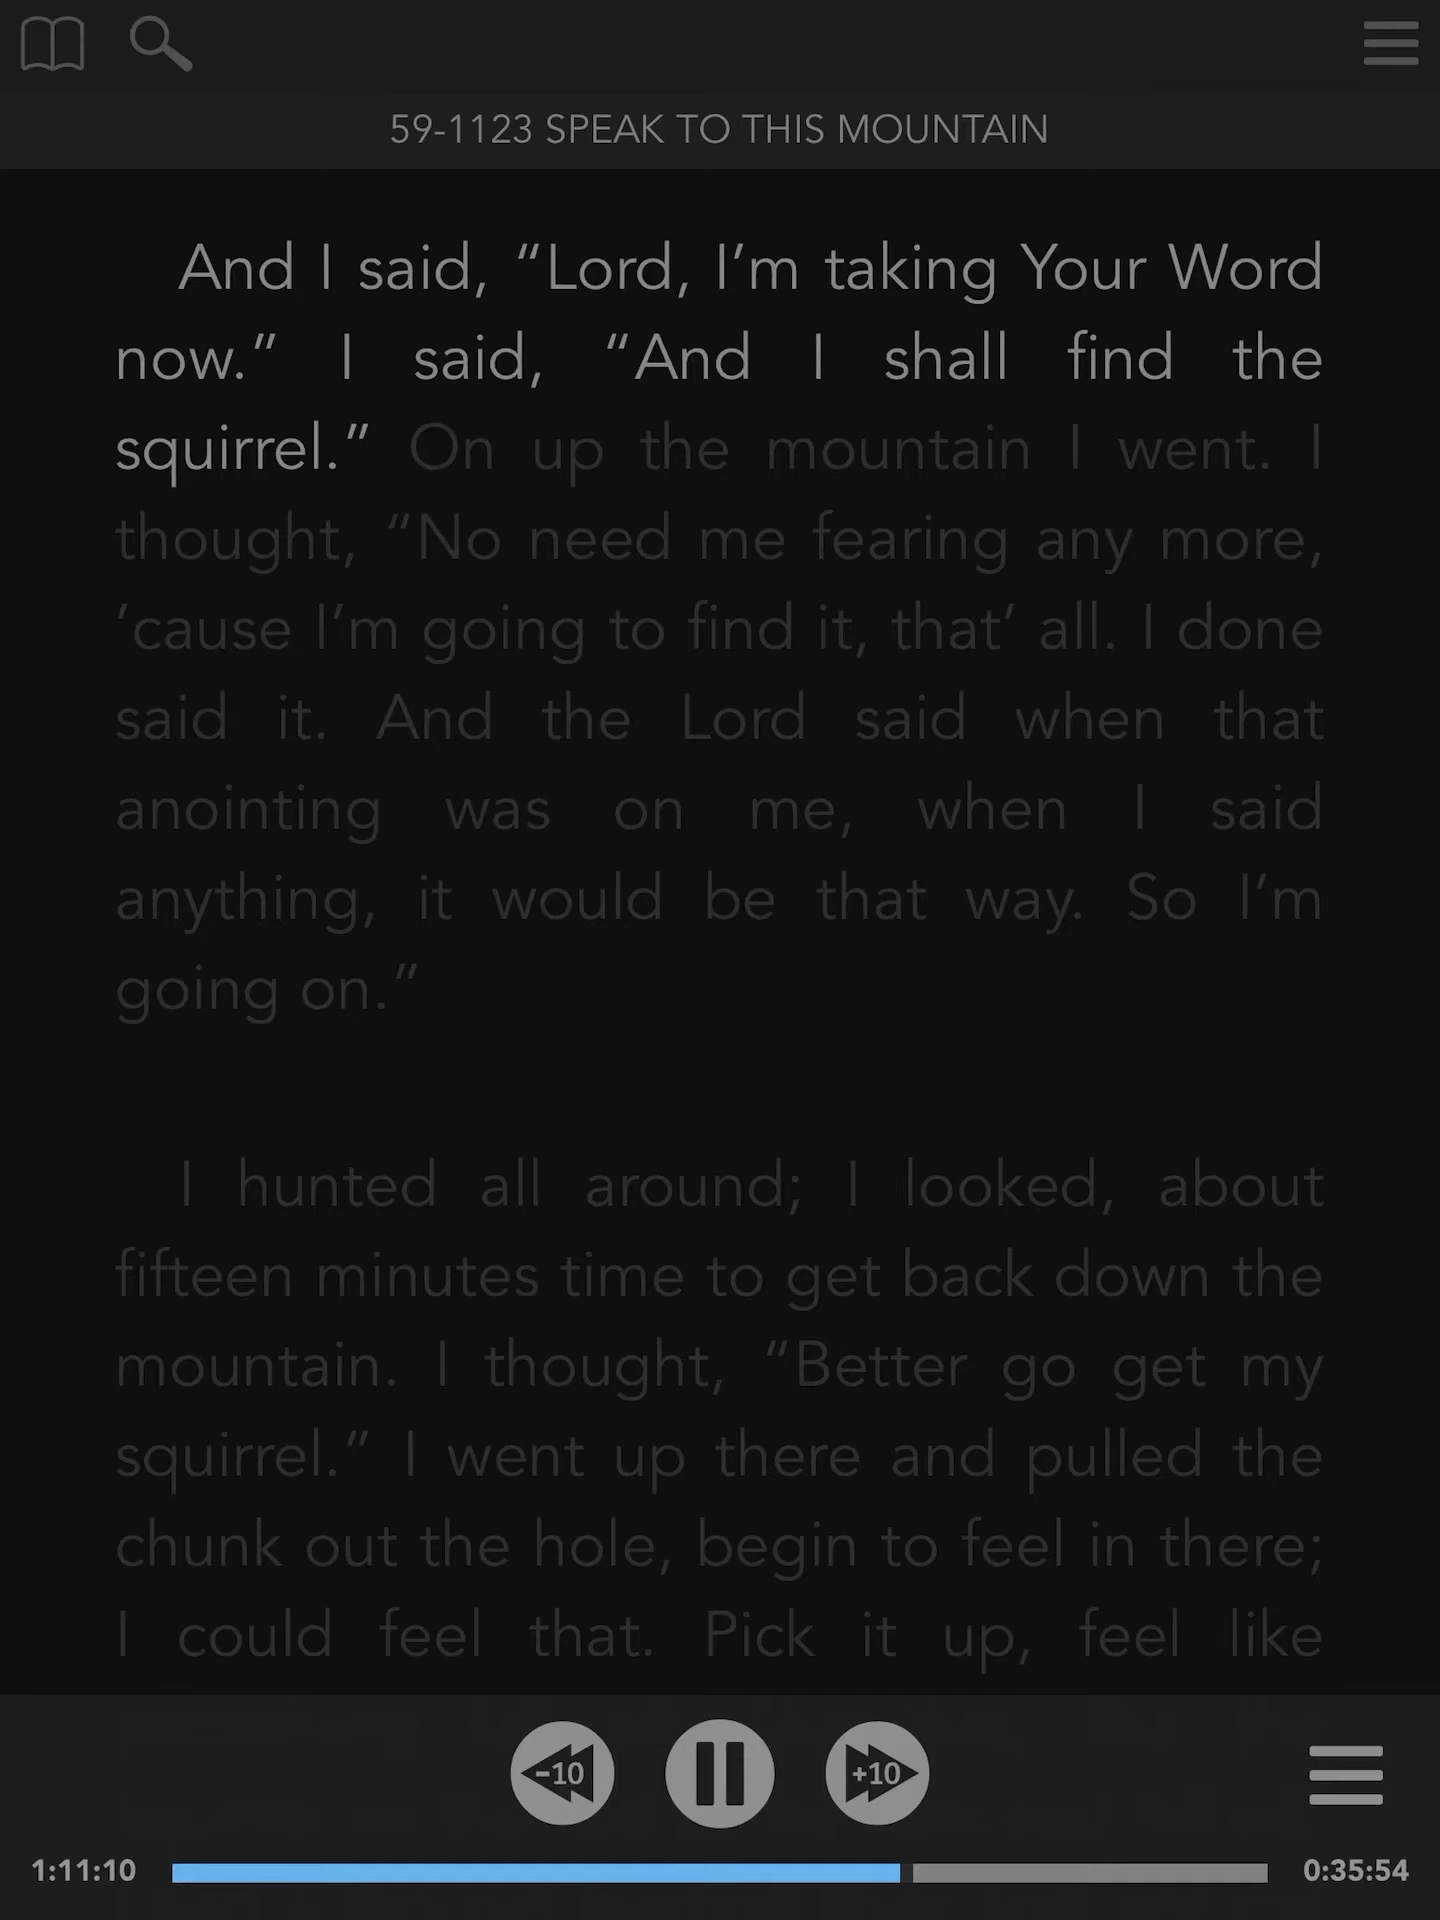 59-1123 SPEAK TO THIS MOUNTAIN
And I said, “Lord, I’m taking Your Word
now.” I said, “And I shall find the
squirrel.” On up the mountain I went. I
thought, “No need me fearing any more,
’cause I’m going to find it, that’ all. I done
said it. And the Lord said when that
anointing was on me, when I said
anything, it would be that way. So I’m
going on.”
I hunted all around; I looked, about
fifteen minutes time to get back down the
mountain. I thought, “Better go get my
squirrel.” I went up there and pulled the
chunk out the hole, begin to feel in there;
I could feel that. Pick it up, feel like
-10 +10
1:11:10 0:35:54